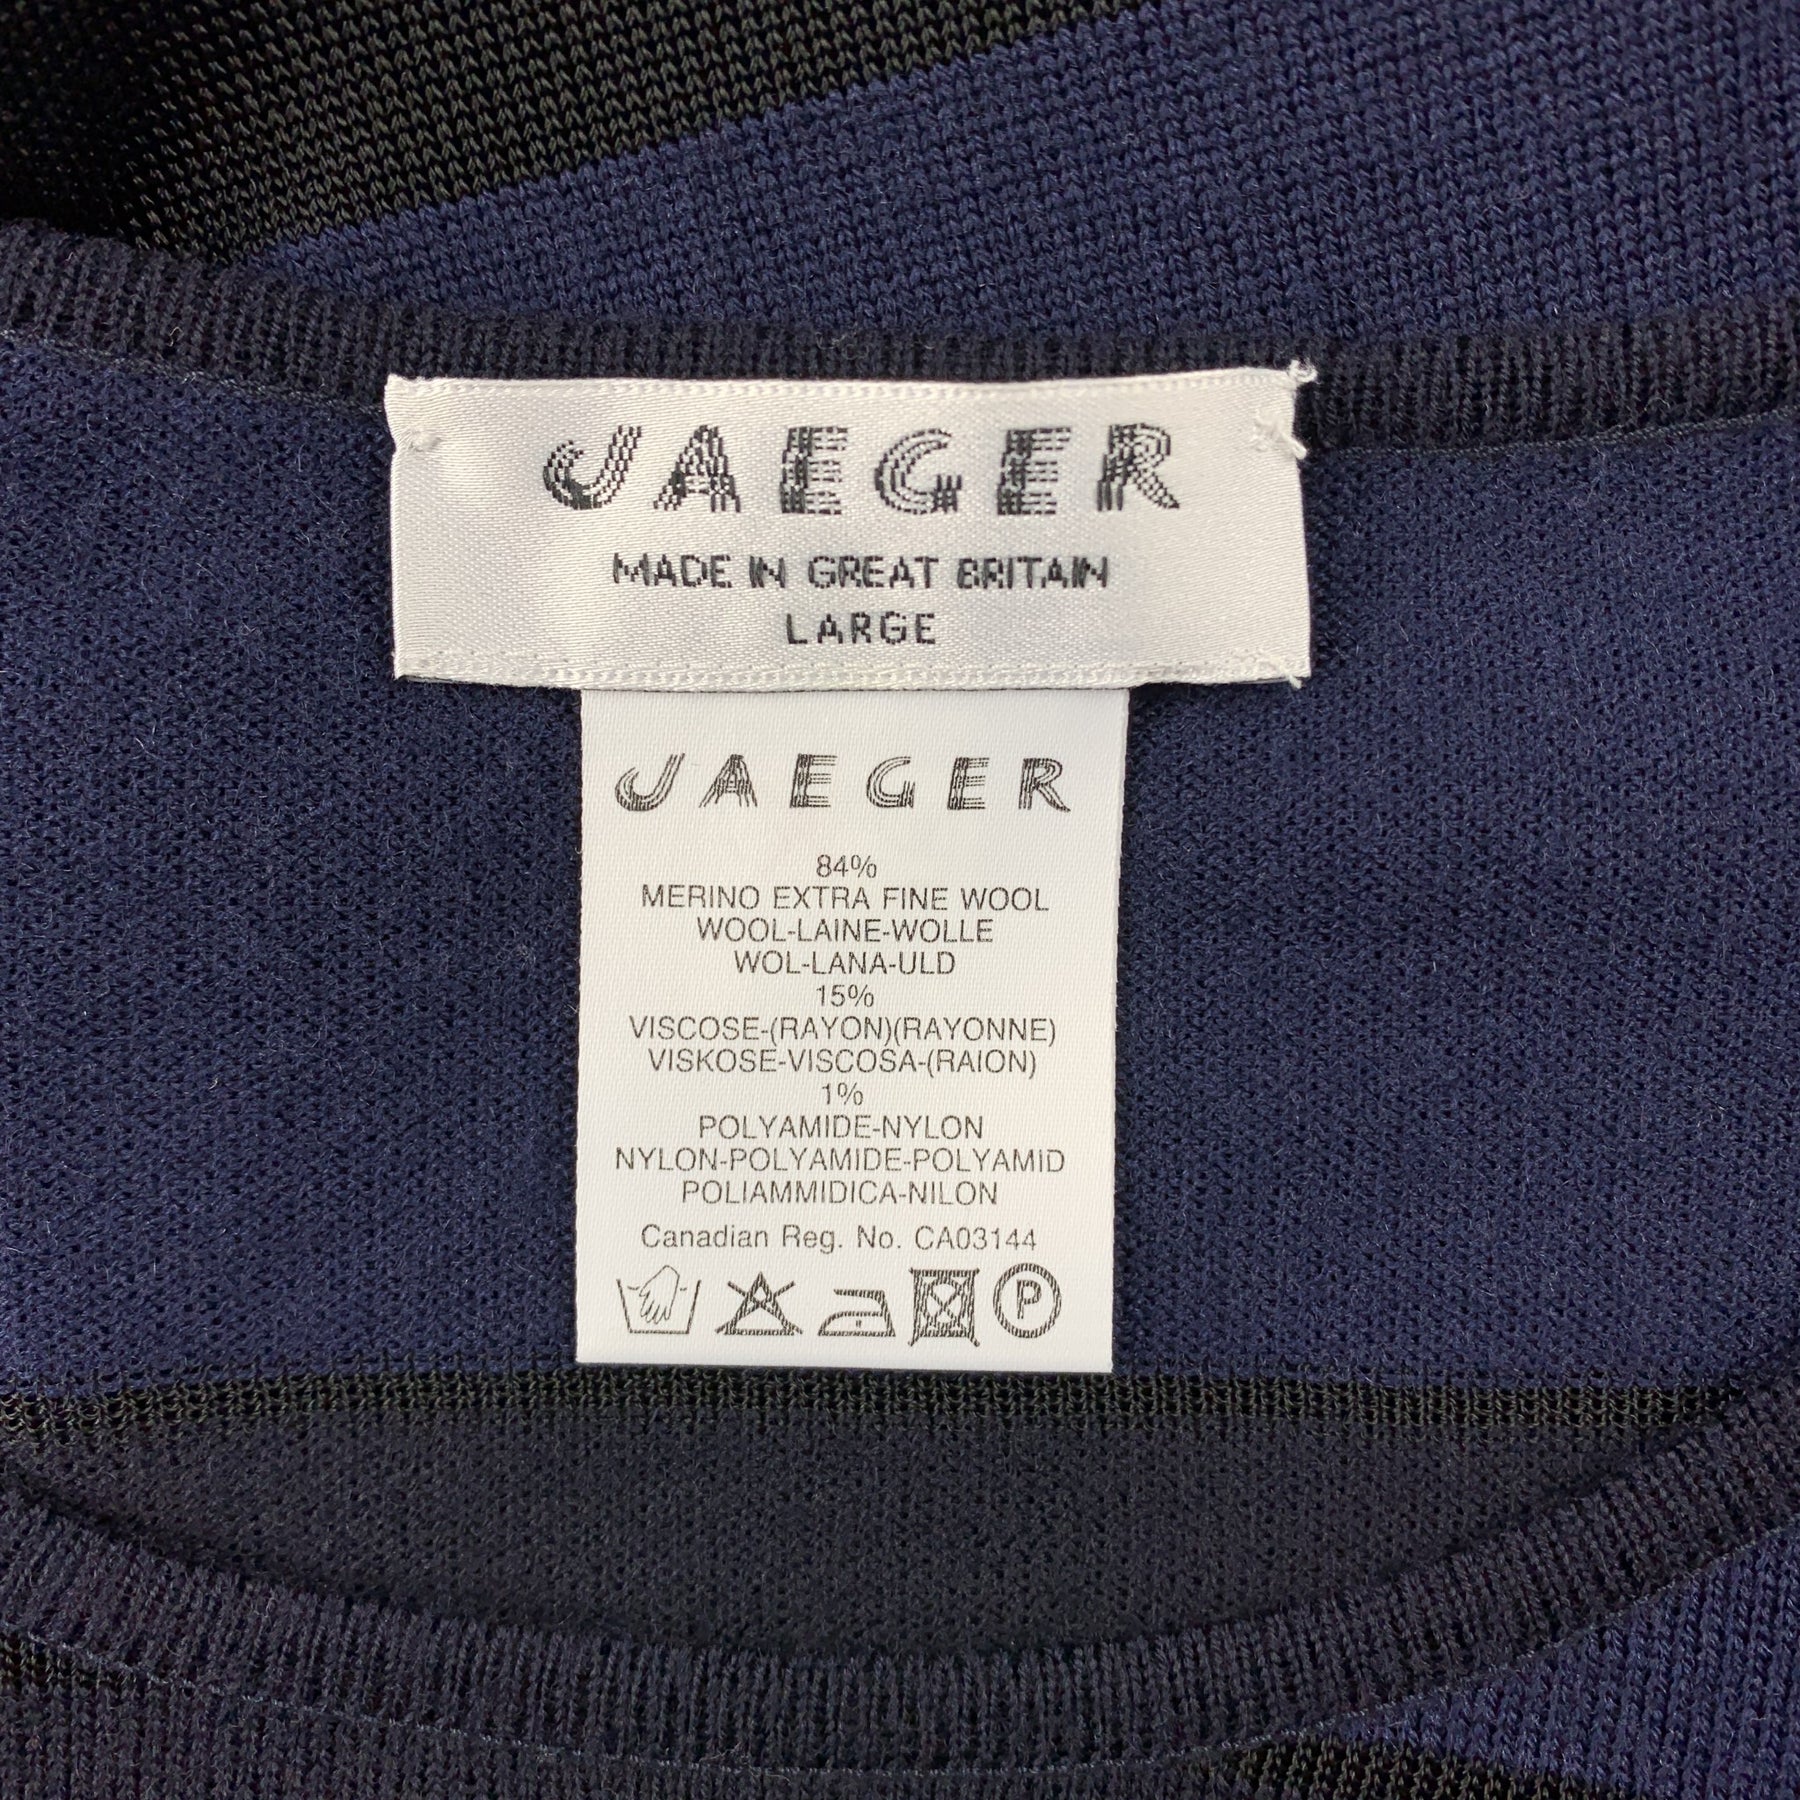 JAEGER
MADE IN GREAT BRITAIN
LARGE
JAEGER
84%
MERINO EXTRA FINE WOOL
WOOL-LAINE-WOLLE
WOL-LANA-ULD
15%
VISCOSE-(RAYON)(RAYONNE)
VISKOSE-VISCOSA-(RAION)
1%
POLYAMIDE-NYLON
NYLON-POLYAMIDE-POLYAMID
POLIAMMIDICA-NILON
Canadian Reg. No. CA03144
P